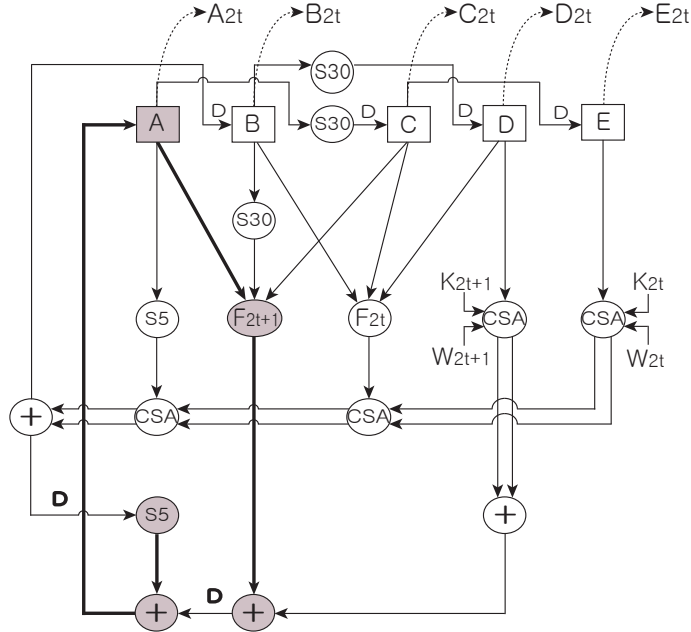 A2t B2t C2t D2t E2t
S30
D S30 D D D
A B C D E
S30
K2t+1 K2t
S5 F2t+1 F2t CSA CSA
W2t+1 W2t
+ CSA CSA
D S5 +
D
+ +